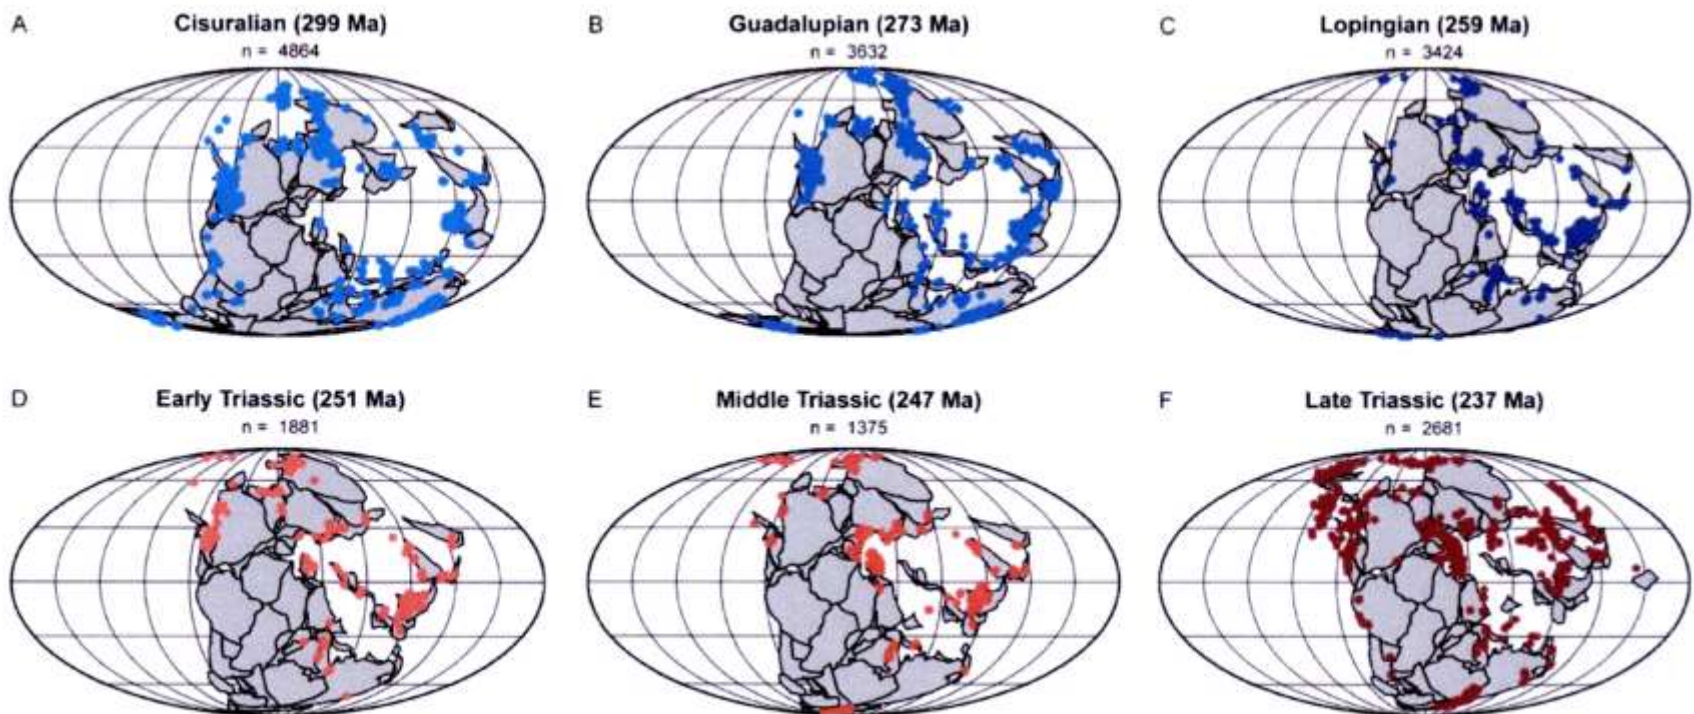 A
Cisuralian (299 Ma)
n = 4864
B
Guadalupian (273 Ma)
n = 3632
C
Lopingian (259 Ma)
n = 3424
D
Early Triassic (251 Ma)
n = 1881
E
Middle Triassic (247 Ma)
n = 1375
F
Late Triassic (237 Ma)
n = 2681